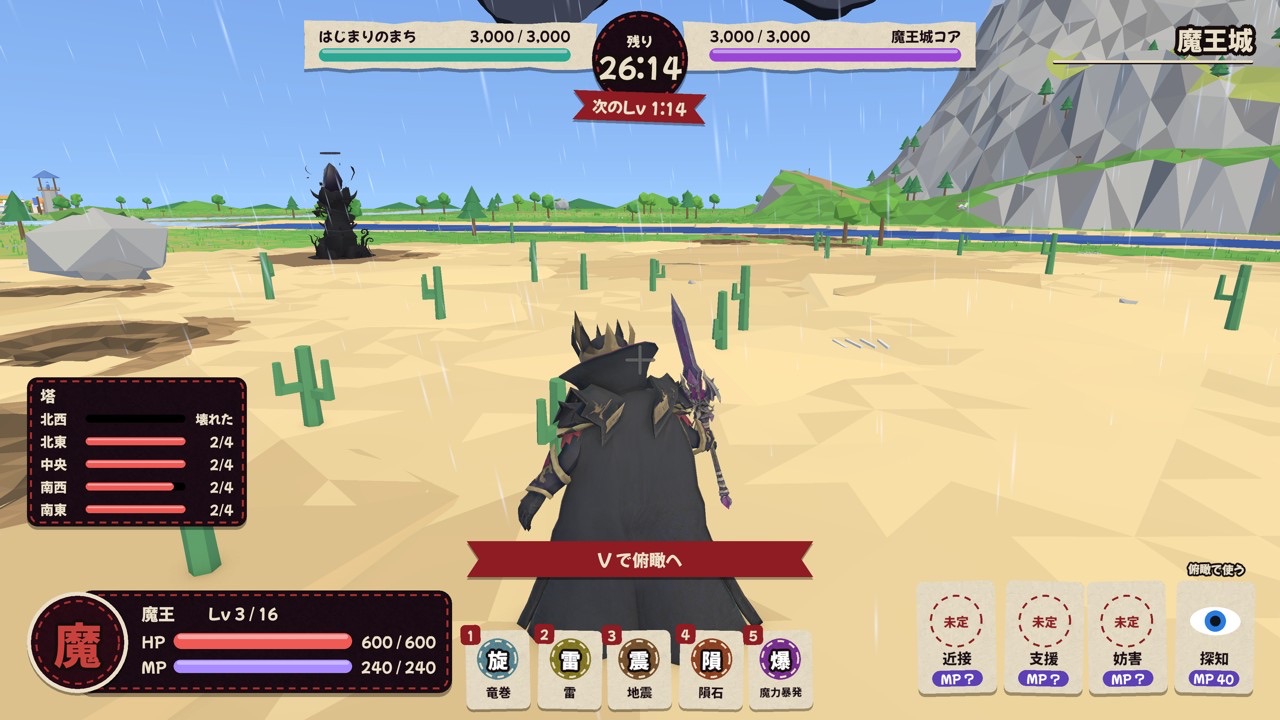 はじまりのまち 3,000 / 3,000
残り
26:14
次のLv 1:14
3,000 / 3,000 魔王城コア
魔王城
塔
北西 壊れた
北東 2/4
中央 2/4
南西 2/4
南東 2/4
Vで俯瞰へ
魔
魔王 Lv 3 / 16
HP 600 / 600
MP 240 / 240
1 旋 竜巻
2 雷 雷
3 震 地震
4 隕 隕石
5 爆 魔力暴発
俯瞰で使う
未定 近接 MP ?
未定 支援 MP ?
未定 妨害 MP ?
探知 MP 40